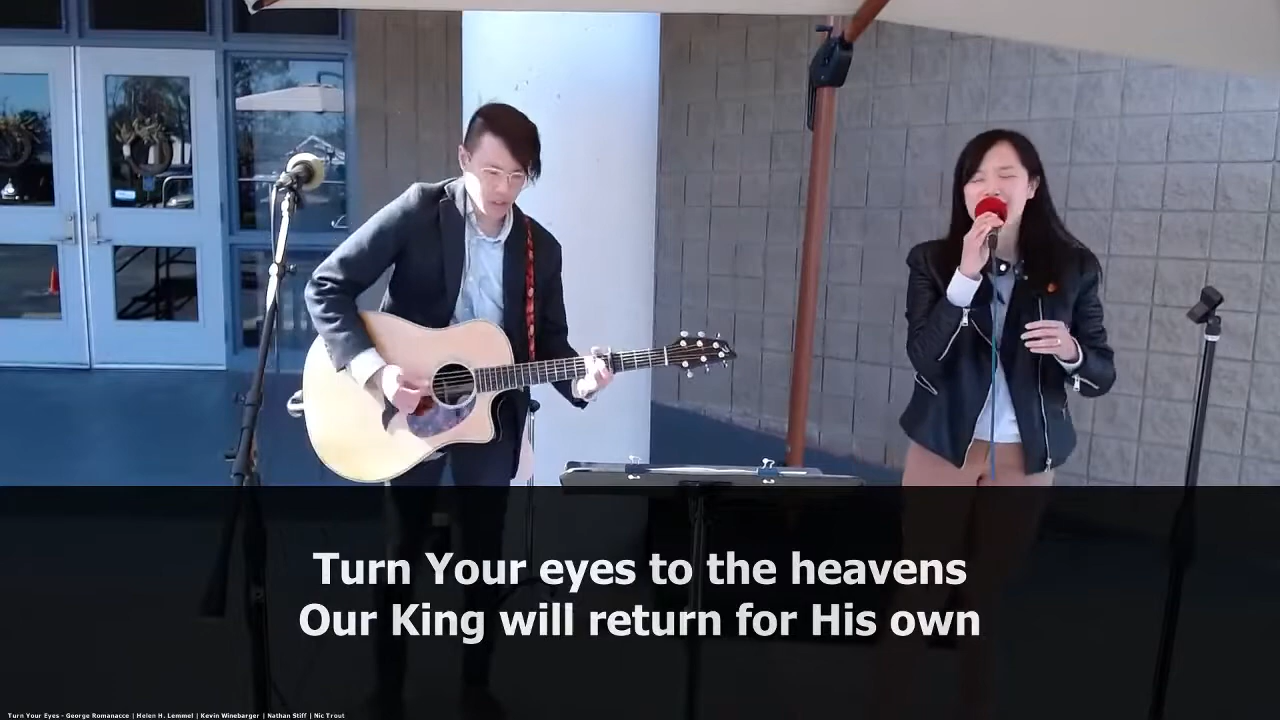 Turn Your eyes to the heavens
Our King will return for His own
Turn Your Eyes - George Romanacce | Helen H. Lemmel | Kevin Winebarger | Nathan Stiff | Nic Trout